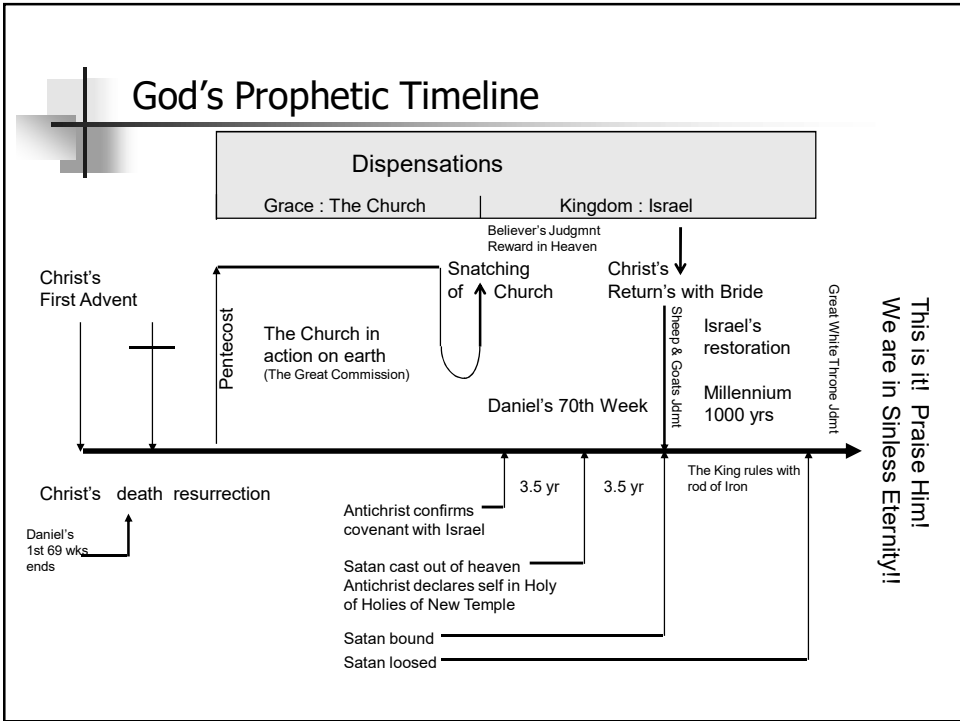 God's Prophetic Timeline
Dispensations
Grace : The Church
Kingdom : Israel
Believer's Judgmnt
Reward in Heaven
Christ's
First Advent
Pentecost
The Church in
action on earth
(The Great Commission)
Snatching
of Church
Christ's
Return's with Bride
Sheep & Goats Jdmt
Israel's
restoration
Millennium
1000 yrs
Great White Throne Jdmt
This is it! Praise Him!
We are in Sinless Eternity!!
Daniel's 70th Week
Christ's death resurrection
Daniel's
1st 69 wks
ends
3.5 yr
3.5 yr
The King rules with
rod of Iron
Antichrist confirms
covenant with Israel
Satan cast out of heaven
Antichrist declares self in Holy
of Holies of New Temple
Satan bound
Satan loosed